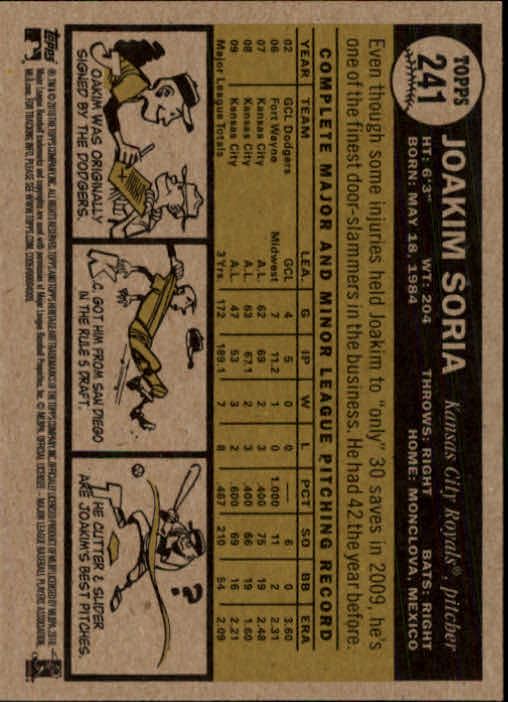 TOPPS
241
JOAKIM SORIA
Kansas City Royals®, pitcher
HT: 6'3" WT: 204 THROWS: RIGHT BATS: RIGHT
BORN: MAY 18, 1984 HOME: MONCLOVA, MEXICO
Even though some injuries held Joakim to "only" 30 saves in 2009, he's
one of the finest door-slammers in the business. He had 42 the year before.
COMPLETE MAJOR AND MINOR LEAGUE PITCHING RECORD
YEAR TEAM LEA. G IP W L PCT SO BB ERA
02 GCL Dodgers GCL 4 5 0 0 — 6 0 3.60
06 Fort Wayne Midwest 7 11.2 1 0 1.000 11 2 2.31
07 Kansas City A.L. 62 69 2 3 .400 75 19 2.48
08 Kansas City A.L. 63 67.1 2 3 .400 66 19 1.60
09 Kansas City A.L. 47 53 3 2 .600 69 16 2.21
Major League Totals 3 Yrs. 172 189.1 7 8 .467 210 54 2.09
OAKIM WAS ORIGINALLY
SIGNED BY THE DODGERS.
.C. GOT HIM FROM SAN DIEGO
IN THE RULE 5 DRAFT.
?
HE CUTTER & SLIDER
ARE JOAKIM'S BEST PITCHES.
Topps